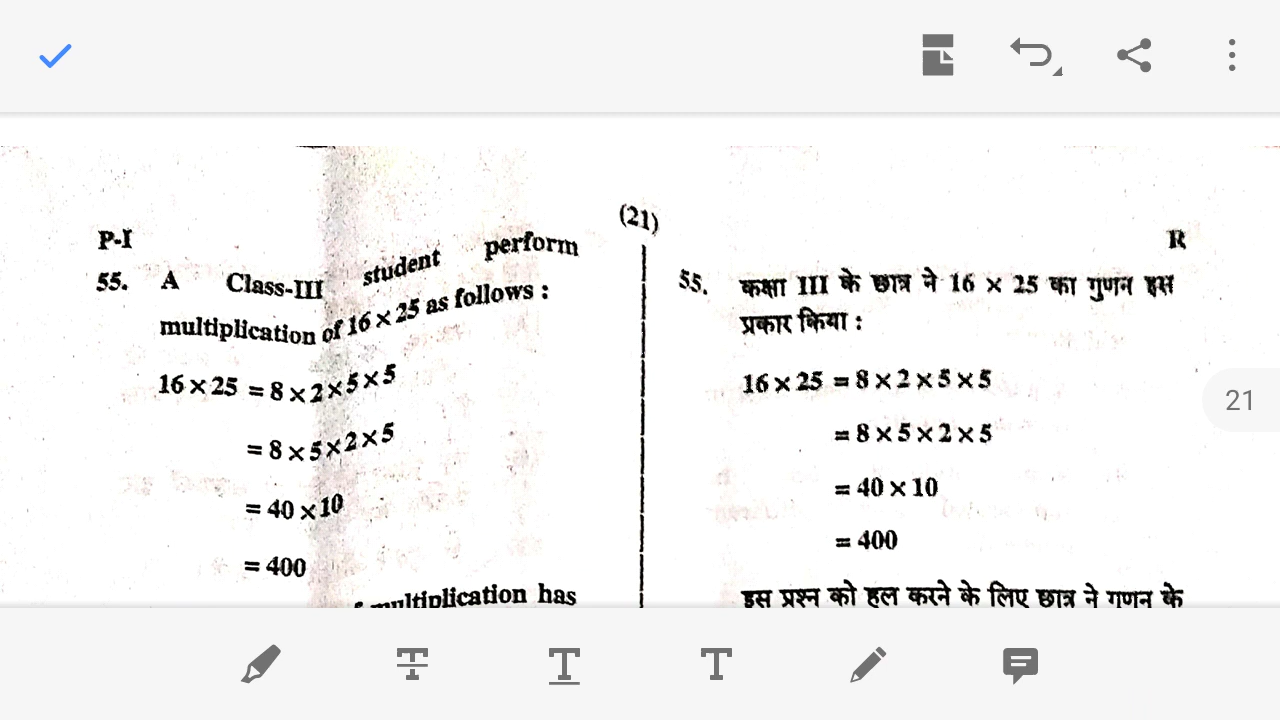 (21)
P-I
R
55. A Class-III student perform
multiplication of 16 × 25 as follows :
16 × 25 = 8 × 2 × 5 × 5
= 8 × 5 × 2 × 5
= 40 × 10
= 400
multiplication has
55. कक्षा III के छात्र ने 16 × 25 का गुणन इस
प्रकार किया :
16 × 25 = 8 × 2 × 5 × 5
= 8 × 5 × 2 × 5
= 40 × 10
= 400
इस प्रश्न को हल करने के लिए छात्र ने गुणन के
21